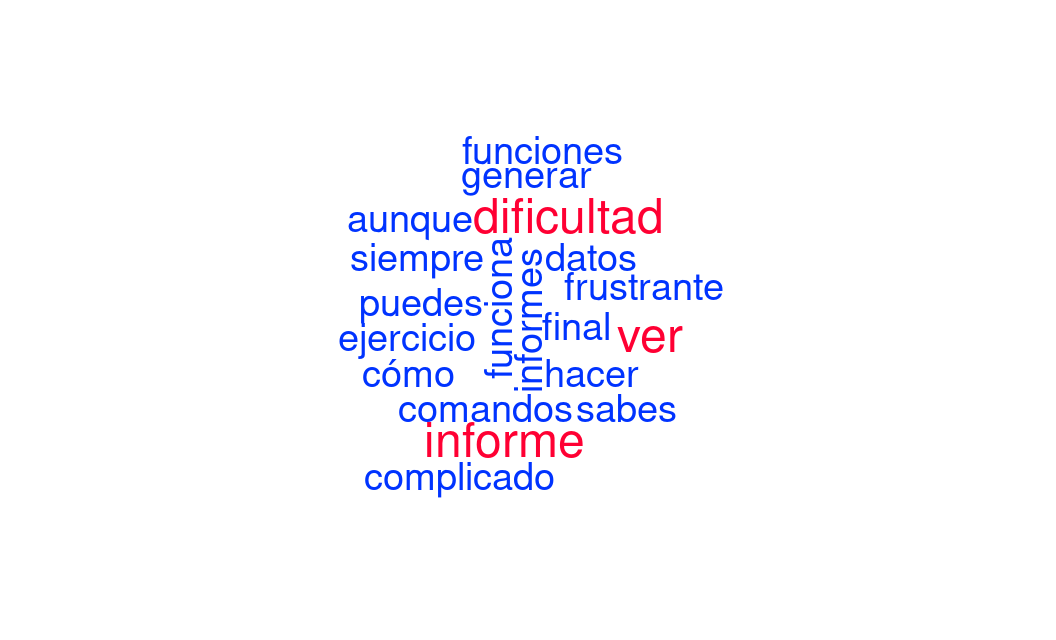 funciones
generar
aunque dificultad
siempre funciona informes datos
frustrante
puedes
ejercicio final ver
cómo hacer
comandos sabes
informe
complicado